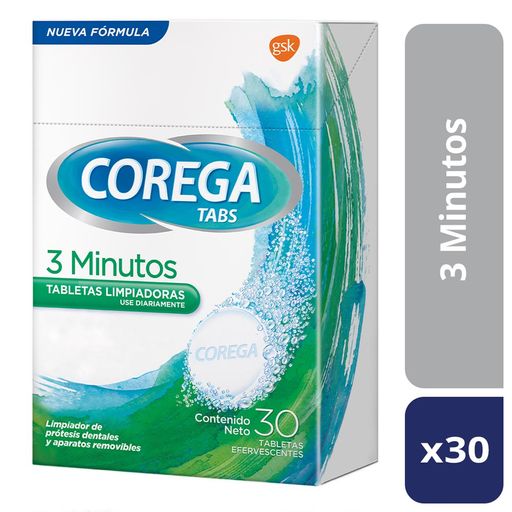 NUEVA FÓRMULA
gsk
COREGA
TABS
3 Minutos
TABLETAS LIMPIADORAS
USE DIARIAMENTE
COREGA
Contenido
Neto 30
TABLETAS
EFERVESCENTES
Limpiador de
prótesis dentales
y aparatos removibles
3 Minutos
x30